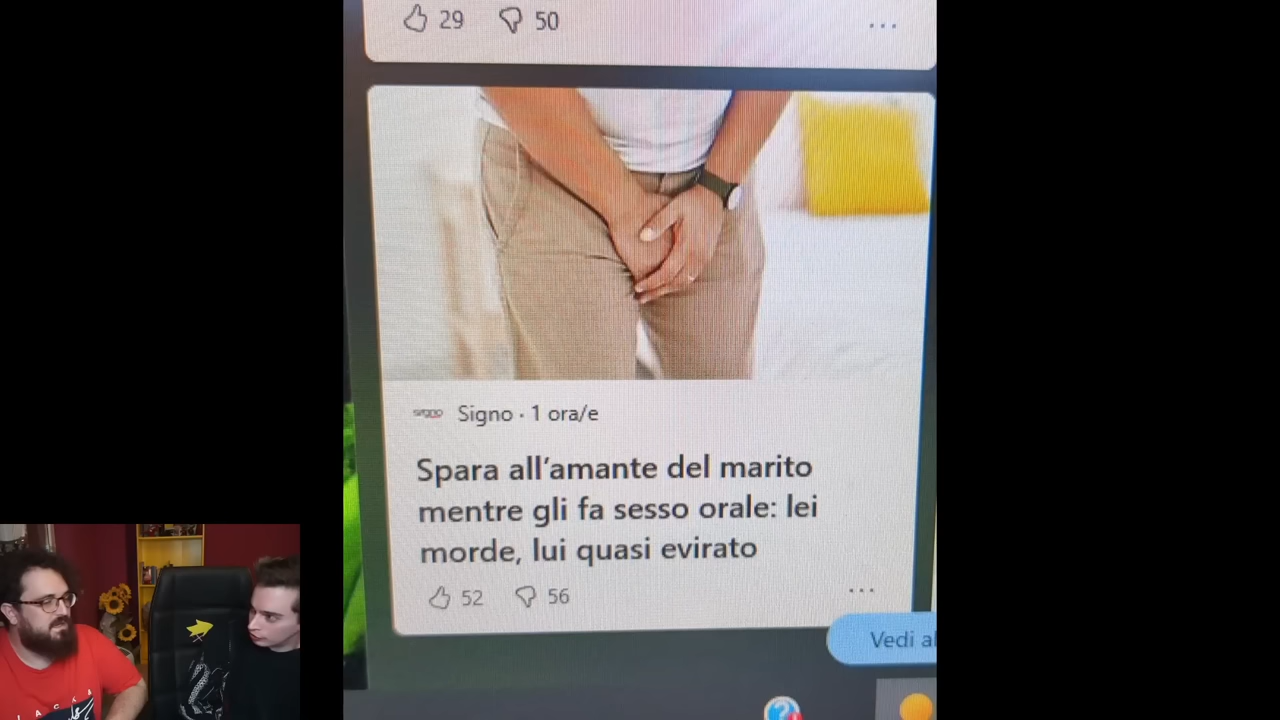 29 50
Signo · 1 ora/e
Spara all'amante del marito
mentre gli fa sesso orale: lei
morde, lui quasi evirato
52 56
Vedi al